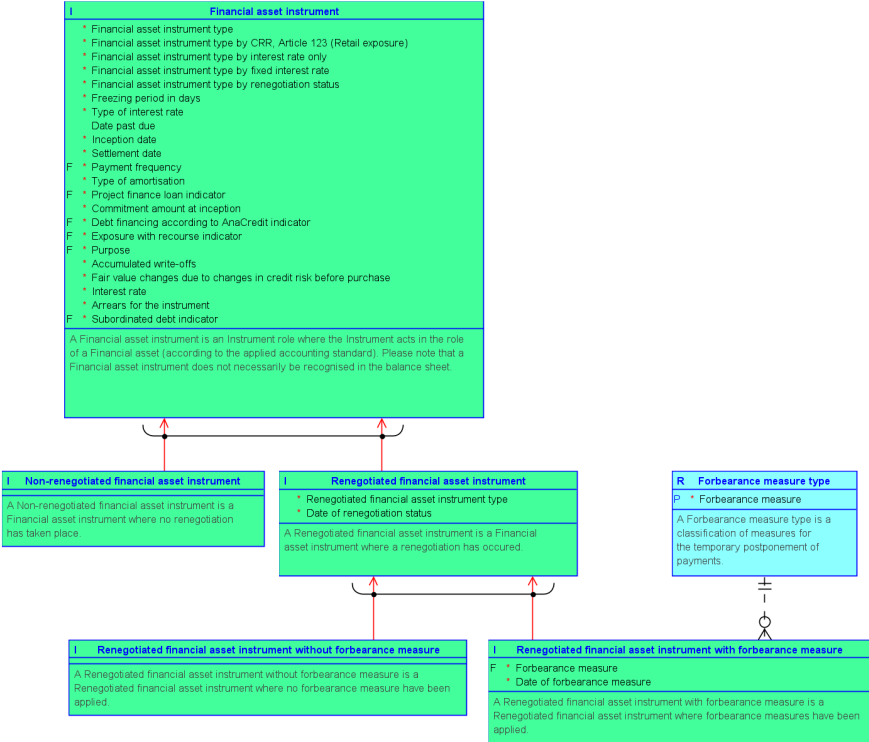 I Financial asset instrument
* Financial asset instrument type
* Financial asset instrument type by CRR, Article 123 (Retail exposure)
* Financial asset instrument type by interest rate only
* Financial asset instrument type by fixed interest rate
* Financial asset instrument type by renegotiation status
* Freezing period in days
* Type of interest rate
Date past due
* Inception date
* Settlement date
F * Payment frequency
* Type of amortisation
F * Project finance loan indicator
* Commitment amount at inception
F * Debt financing according to AnaCredit indicator
F * Exposure with recourse indicator
F * Purpose
* Accumulated write-offs
* Fair value changes due to changes in credit risk before purchase
* Interest rate
* Arrears for the instrument
F * Subordinated debt indicator
A Financial asset instrument is an Instrument role where the Instrument acts in the role
of a Financial asset (according to the applied accounting standard). Please note that a
Financial asset instrument does not necessarily be recognised in the balance sheet.
I Non-renegotiated financial asset instrument
A Non-renegotiated financial asset instrument is a
Financial asset instrument where no renegotiation
has taken place.
I Renegotiated financial asset instrument
* Renegotiated financial asset instrument type
* Date of renegotiation status
A Renegotiated financial asset instrument is a Financial
asset instrument where a renegotiation has occured.
R Forbearance measure type
P * Forbearance measure
A Forbearance measure type is a
classification of measures for
the temporary postponement of
payments.
I Renegotiated financial asset instrument without forbearance measure
A Renegotiated financial asset instrument without forbearance measure is a
Renegotiated financial asset instrument where no forbearance measure have been
applied.
I Renegotiated financial asset instrument with forbearance measure
F * Forbearance measure
* Date of forbearance measure
A Renegotiated financial asset instrument with forbearance measure is a
Renegotiated financial asset instrument where forbearance measures have been
applied.